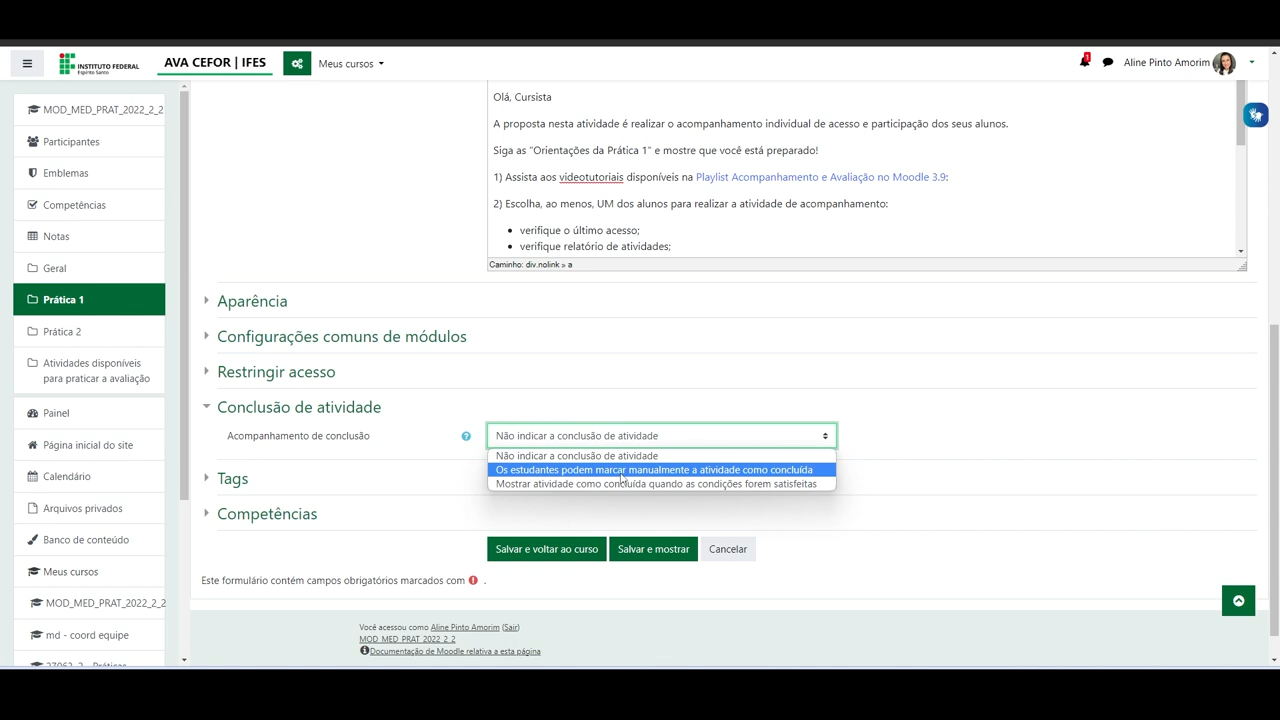 INSTITUTO FEDERAL
Espírito Santo
AVA CEFOR | IFES
Meus cursos
1
Aline Pinto Amorim
MOD_MED_PRAT_2022_2_2
Participantes
Emblemas
Competências
Notas
Geral
Prática 1
Prática 2
Atividades disponíveis
para praticar a avaliação
Painel
Página inicial do site
Calendário
Arquivos privados
Banco de conteúdo
Meus cursos
MOD_MED_PRAT_2022_2_2
md - coord equipe
27962_2 - Práticas
Olá, Cursista
A proposta nesta atividade é realizar o acompanhamento individual de acesso e participação dos seus alunos.
Siga as "Orientações da Prática 1" e mostre que você está preparado!
1) Assista aos videotutoriais disponíveis na Playlist Acompanhamento e Avaliação no Moodle 3.9:
2) Escolha, ao menos, UM dos alunos para realizar a atividade de acompanhamento:
verifique o último acesso;
verifique relatório de atividades;
Caminho: div.nolink » a
Aparência
Configurações comuns de módulos
Restringir acesso
Conclusão de atividade
Acompanhamento de conclusão
Não indicar a conclusão de atividade
Não indicar a conclusão de atividade
Os estudantes podem marcar manualmente a atividade como concluída
Mostrar atividade como concluída quando as condições forem satisfeitas
Tags
Competências
Salvar e voltar ao curso
Salvar e mostrar
Cancelar
Este formulário contém campos obrigatórios marcados com .
Você acessou como Aline Pinto Amorim (Sair)
MOD_MED_PRAT_2022_2_2
Documentação de Moodle relativa a esta página